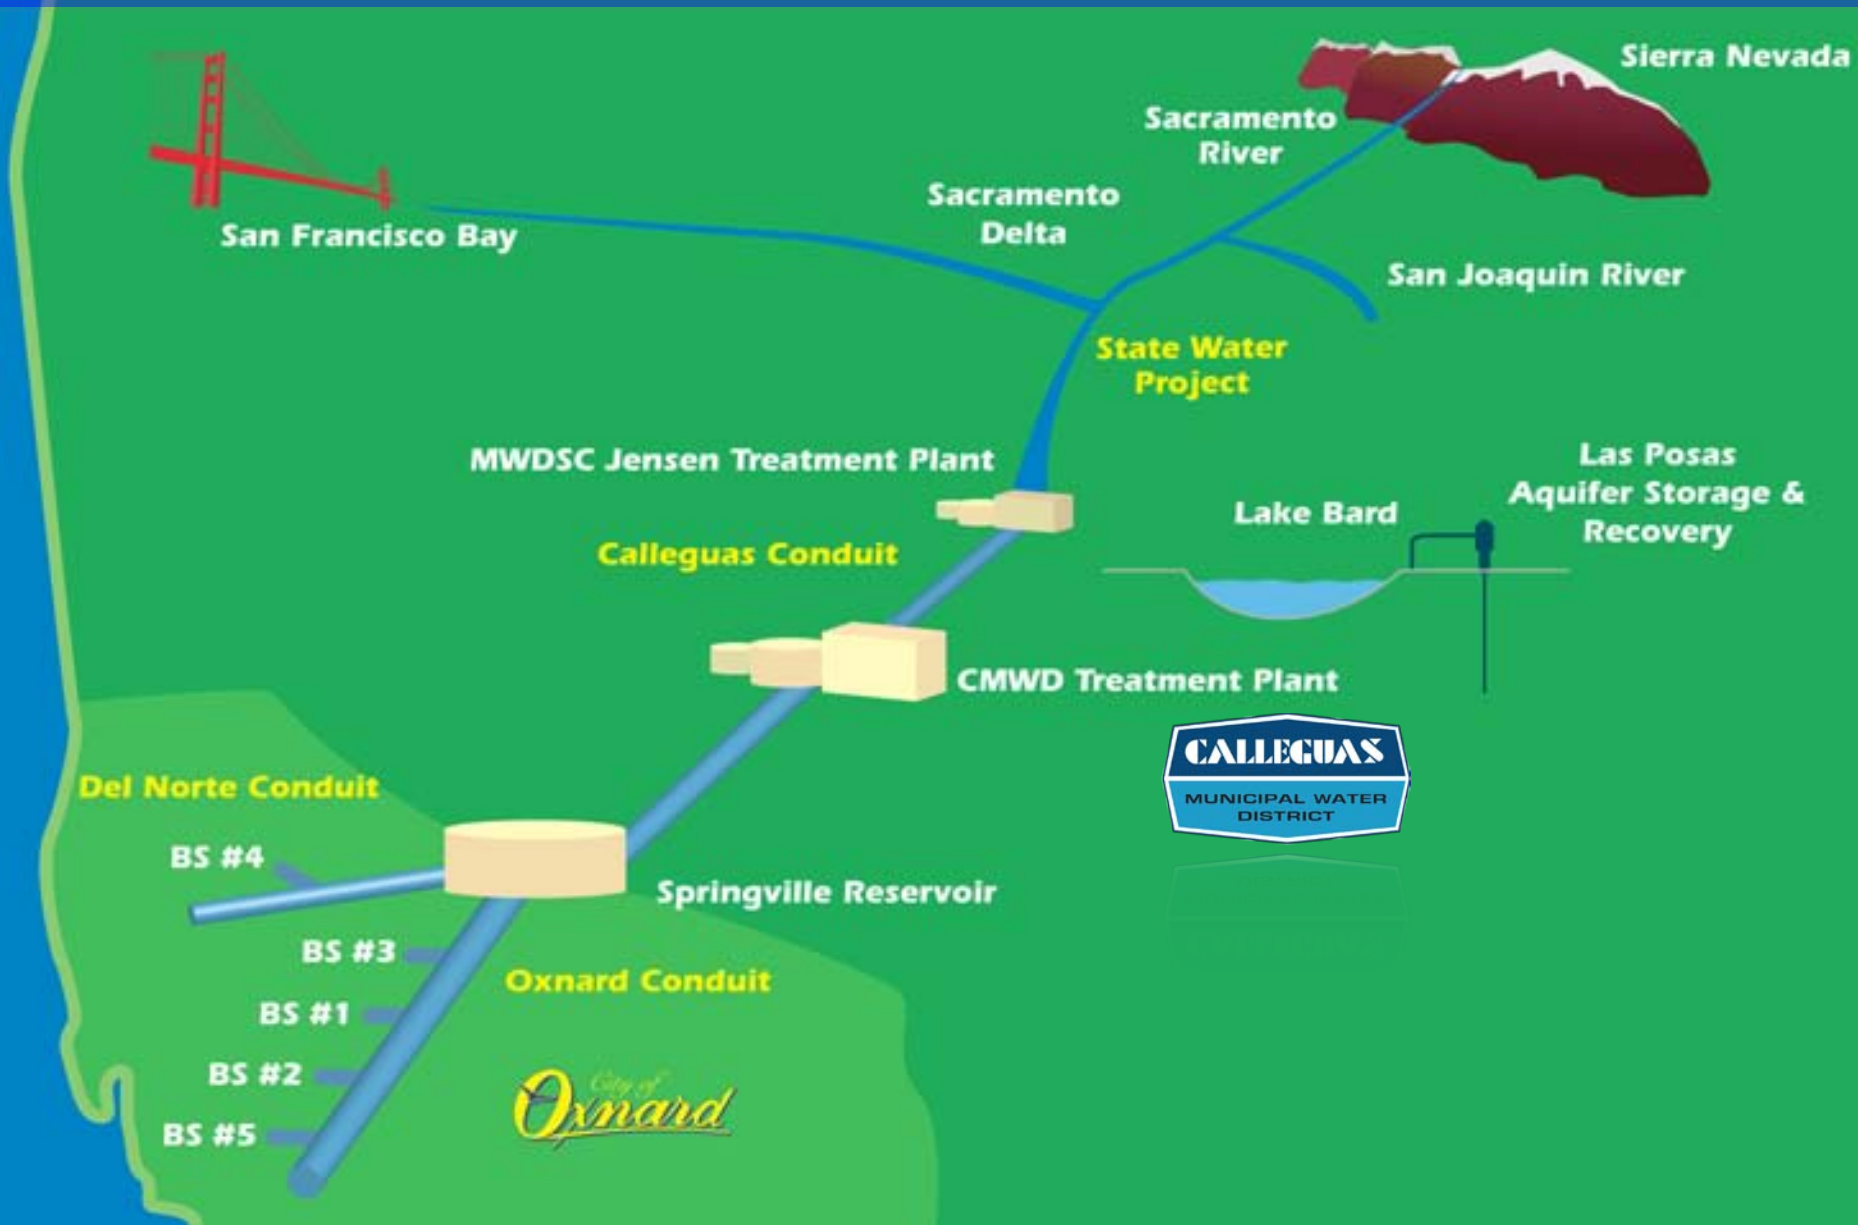 Sierra Nevada
Sacramento
River
Sacramento
Delta
San Francisco Bay
San Joaquin River
State Water
Project
MWDSC Jensen Treatment Plant
Las Posas
Aquifer Storage &
Recovery
Lake Bard
Calleguas Conduit
CMWD Treatment Plant
CALLEGUAS
MUNICIPAL WATER
DISTRICT
Del Norte Conduit
BS #4
Springville Reservoir
BS #3
Oxnard Conduit
BS #1
BS #2
City of
Oxnard
BS #5